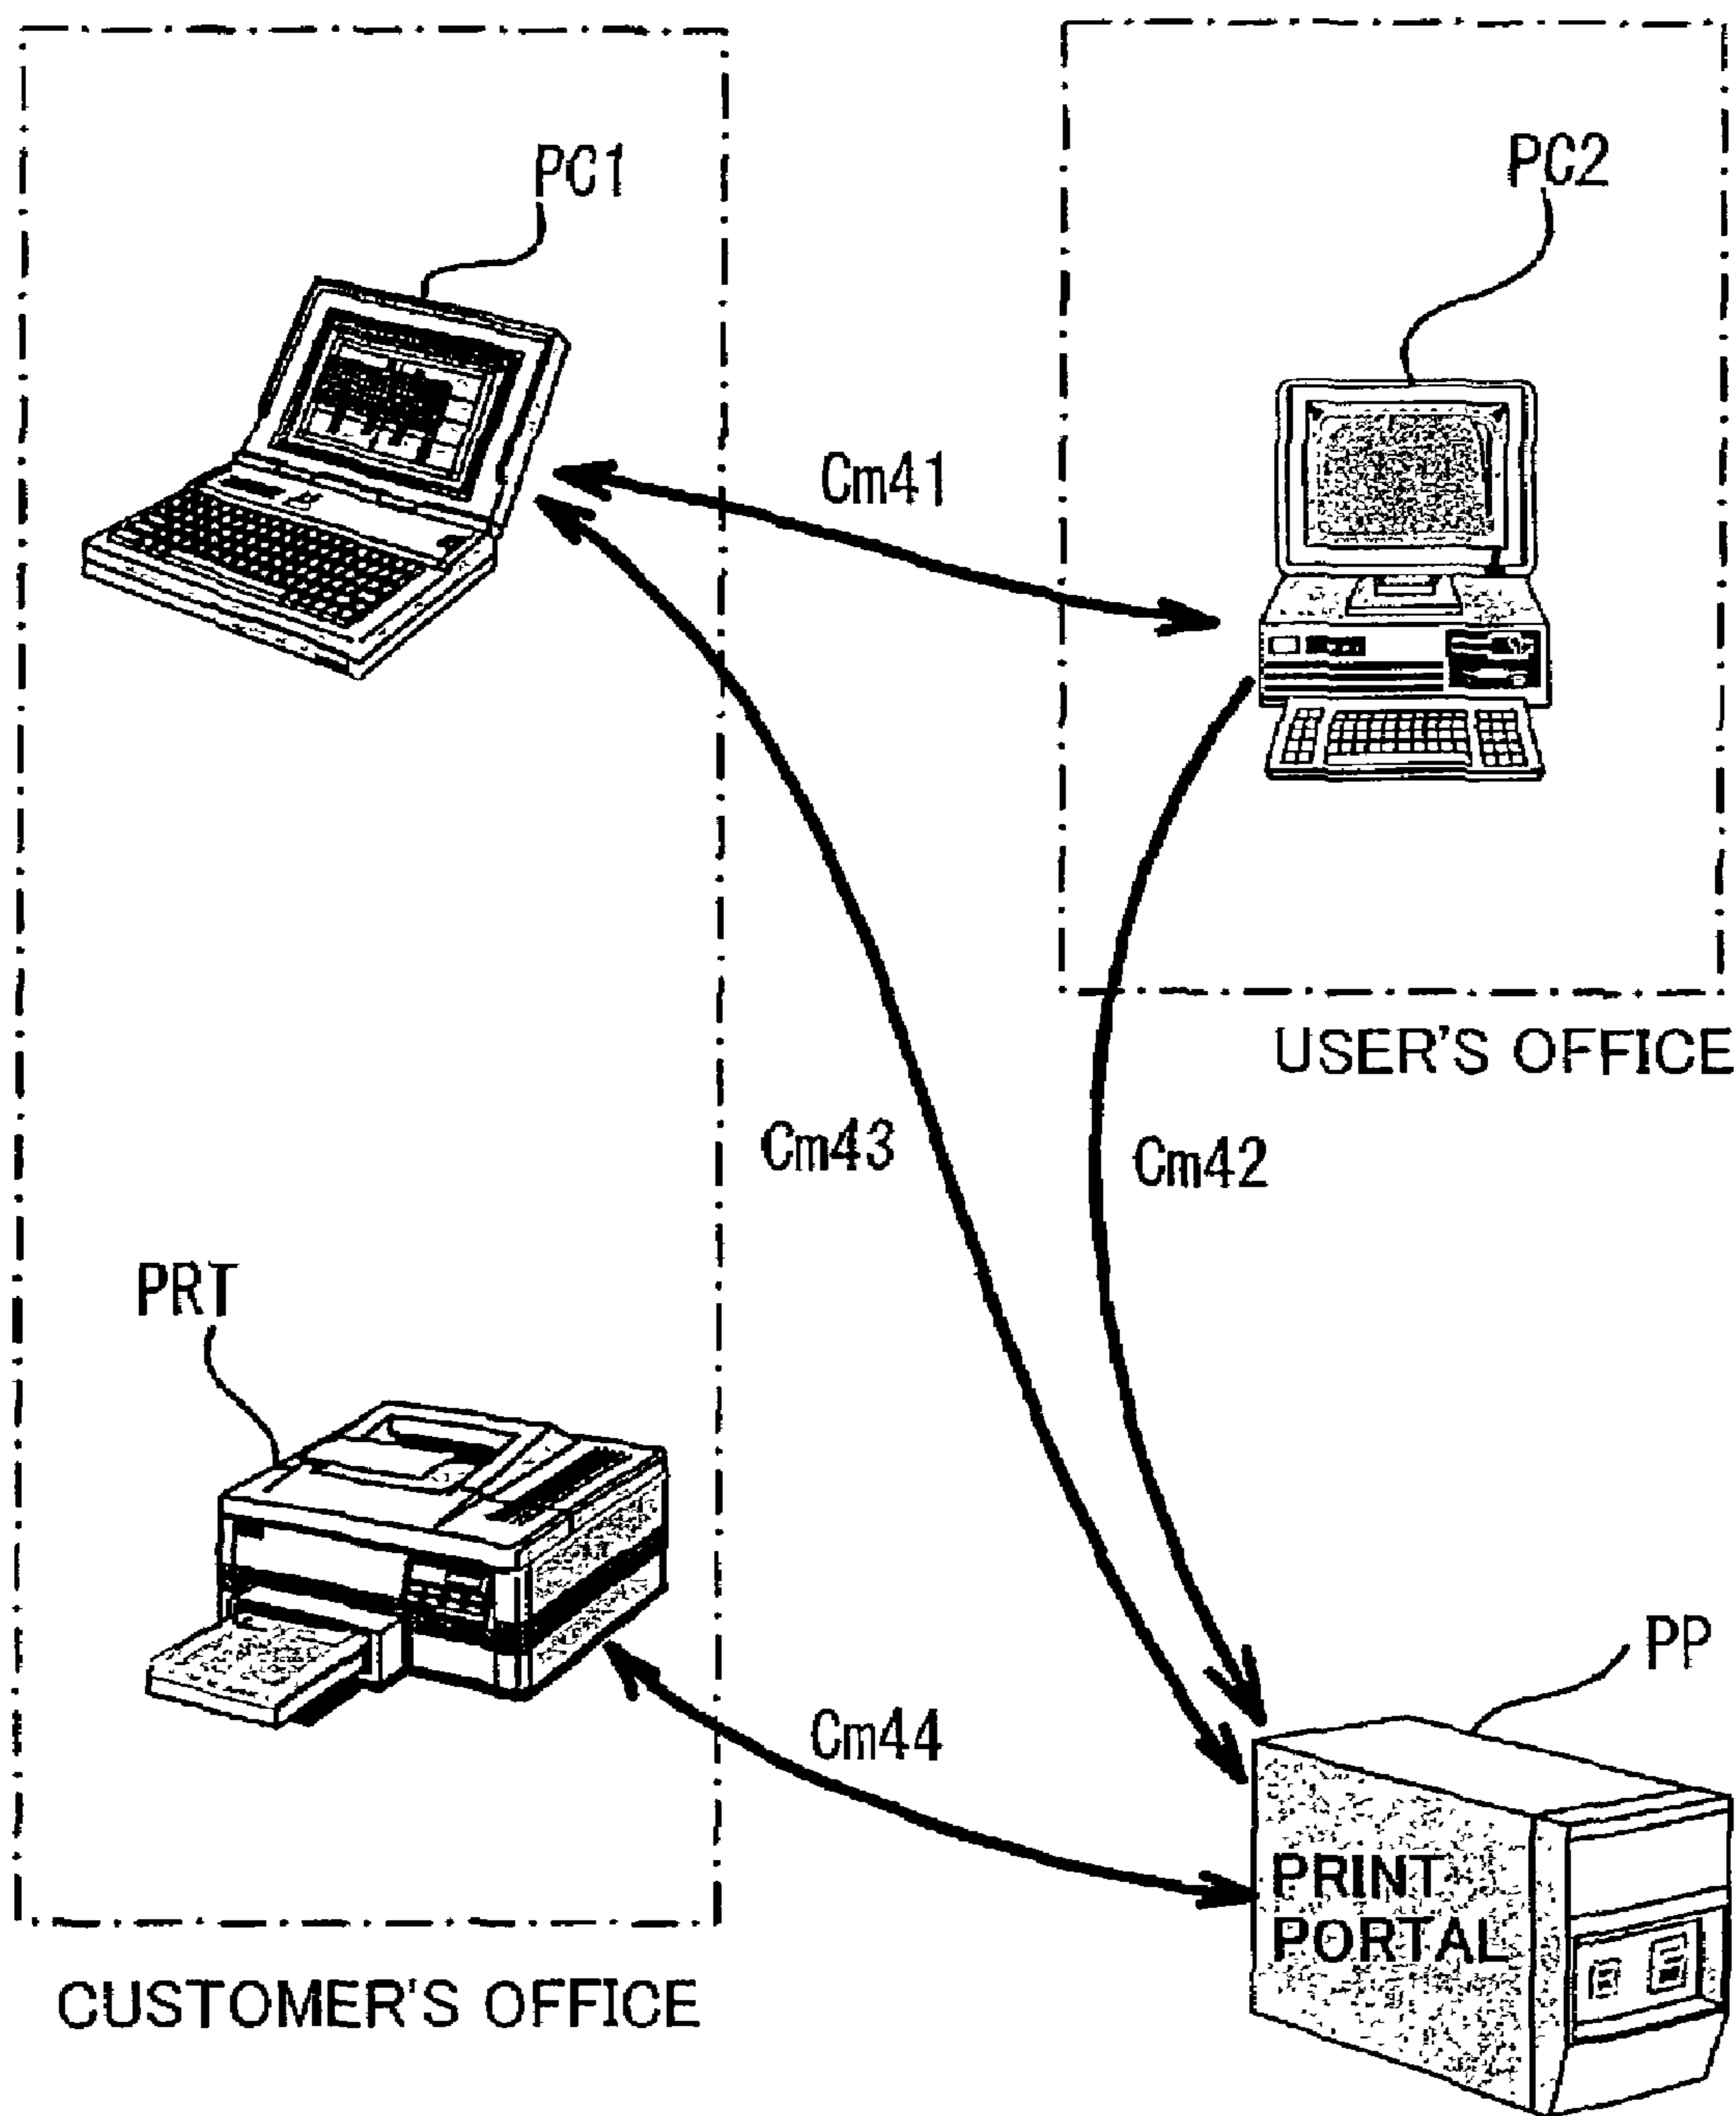 PC1
PC2
Cm41
USER'S OFFICE
Cm43
Cm42
PRT
PP
Cm44
PRINT
PORTAL
CUSTOMER'S OFFICE